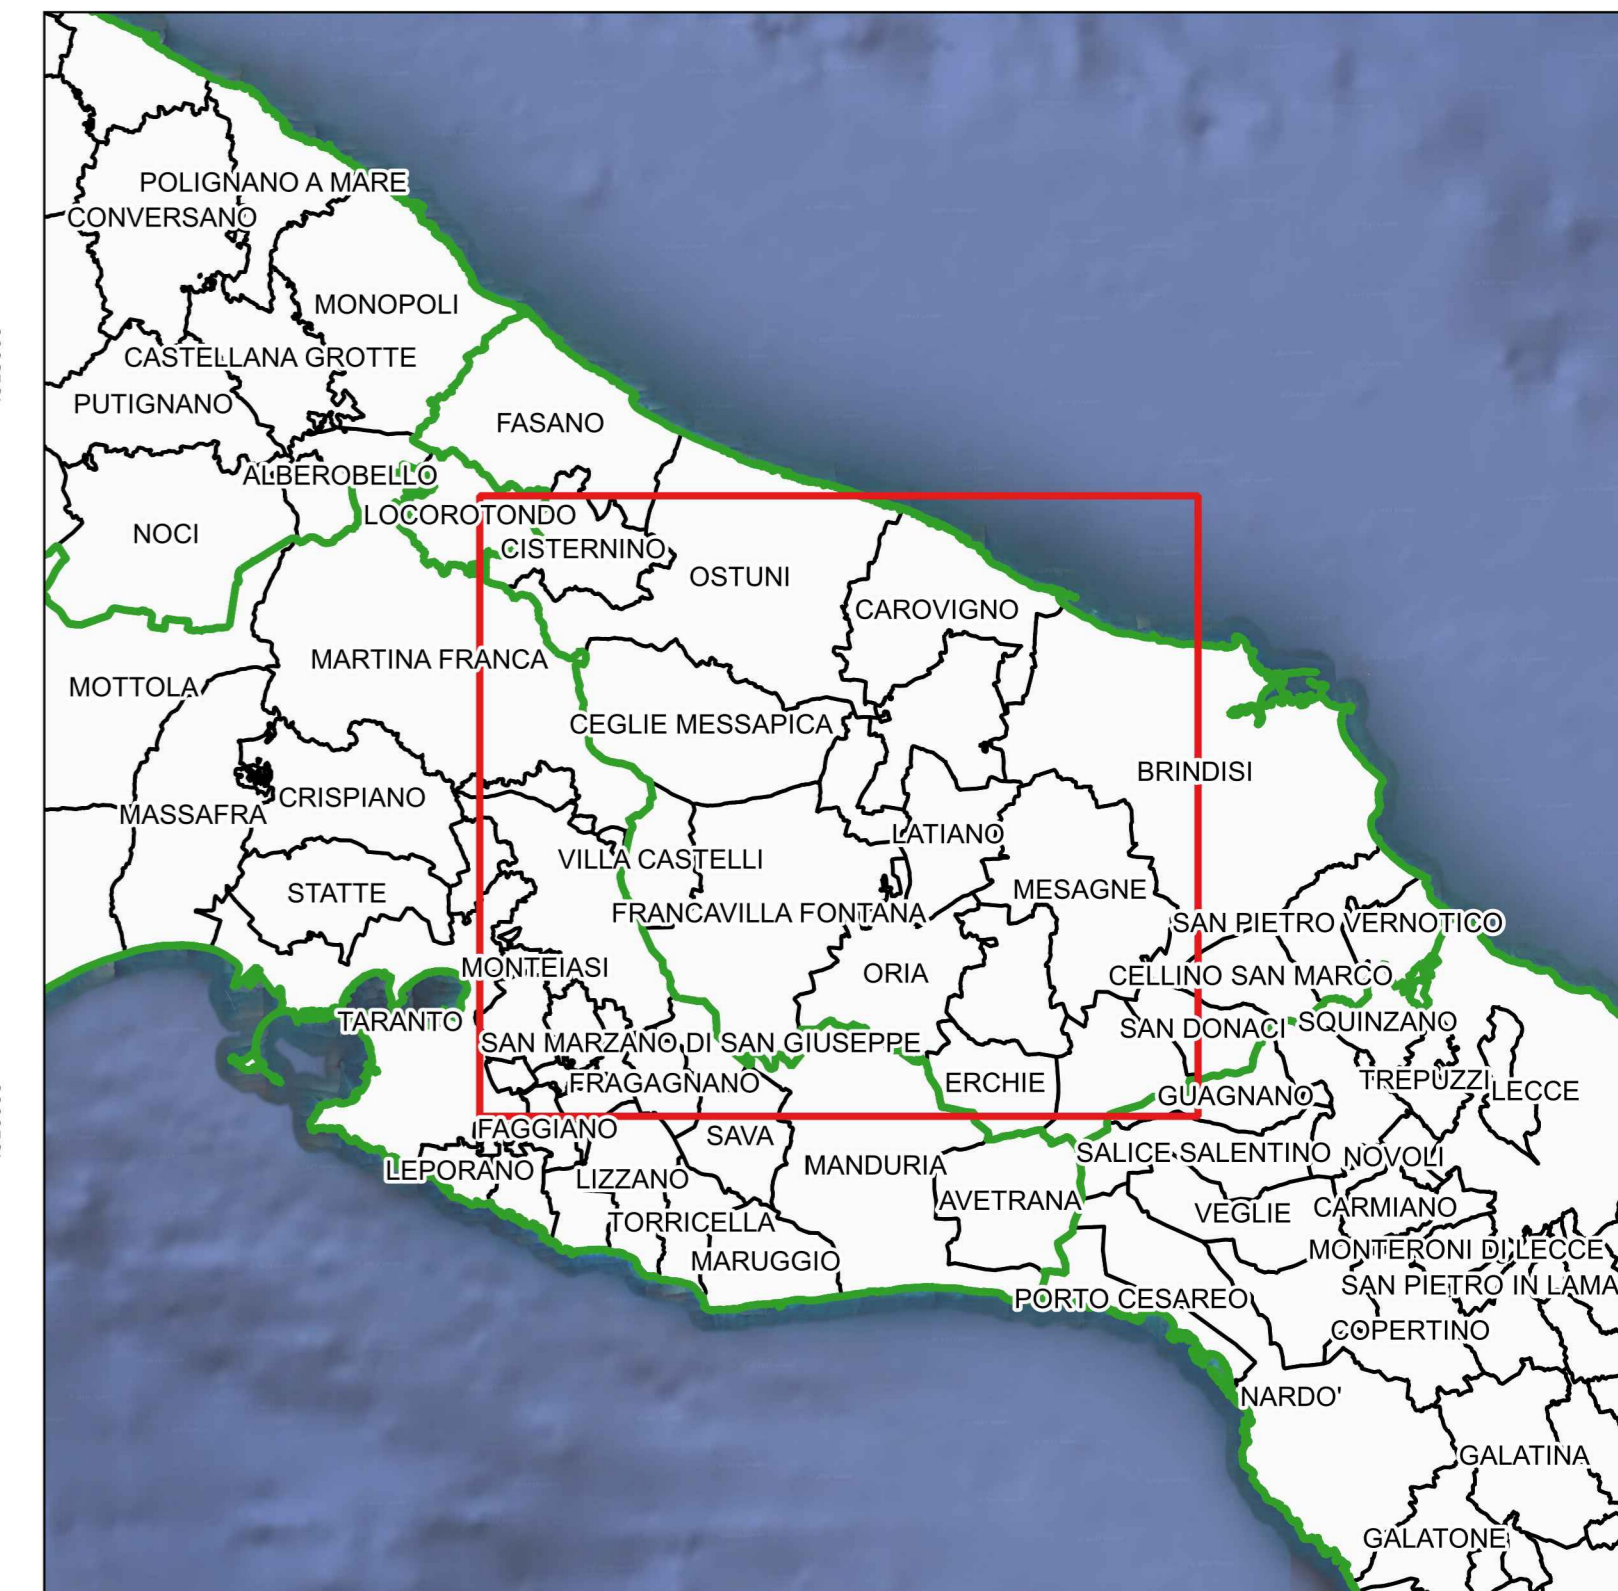 POLIGNANO A MARE
CONVERSANO
MONOPOLI
CASTELLANA GROTTE
PUTIGNANO
FASANO
ALBEROBELLO
LOCOROTONDO
NOCI
CISTERNINO
OSTUNI
CAROVIGNO
MARTINA FRANCA
MOTTOLA
CEGLIE MESSAPICA
BRINDISI
CRISPIANO
MASSAFRA
LATIANO
VILLA CASTELLI
STATTE
MESAGNE
FRANCAVILLA FONTANA
SAN PIETRO VERNOTICO
MONTEIASI
ORIA
CELLINO SAN MARCO
TARANTO
SAN DONACI
SQUINZANO
SAN MARZANO DI SAN GIUSEPPE
FRAGAGNANO
ERCHIE
TREPUZZI
LECCE
GUAGNANO
FAGGIANO
SAVA
SALICE SALENTINO
NOVOLI
LEPORANO
LIZZANO
MANDURIA
AVETRANA
VEGLIE
CARMIANO
TORRICELLA
MARUGGIO
MONTERONI DI LECCE
SAN PIETRO IN LAMA
PORTO CESAREO
COPERTINO
NARDO'
GALATINA
GALATONE